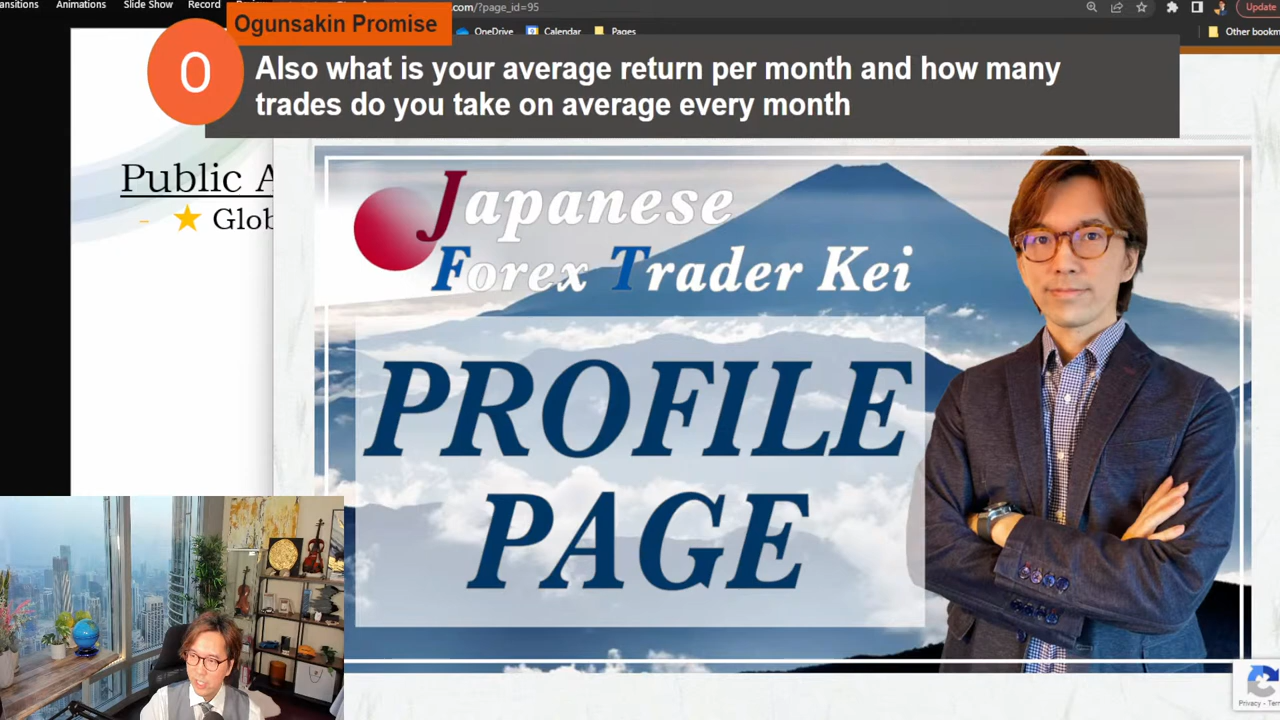 ansitions Animations Slide Show Record
.com/?page_id=95
Update
Ogunsakin Promise
OneDrive Calendar Pages Other bookm
O
Also what is your average return per month and how many
trades do you take on average every month
Public A
- ★ Glob
Japanese
Forex Trader Kei
PROFILE
PAGE
Privacy - Ter